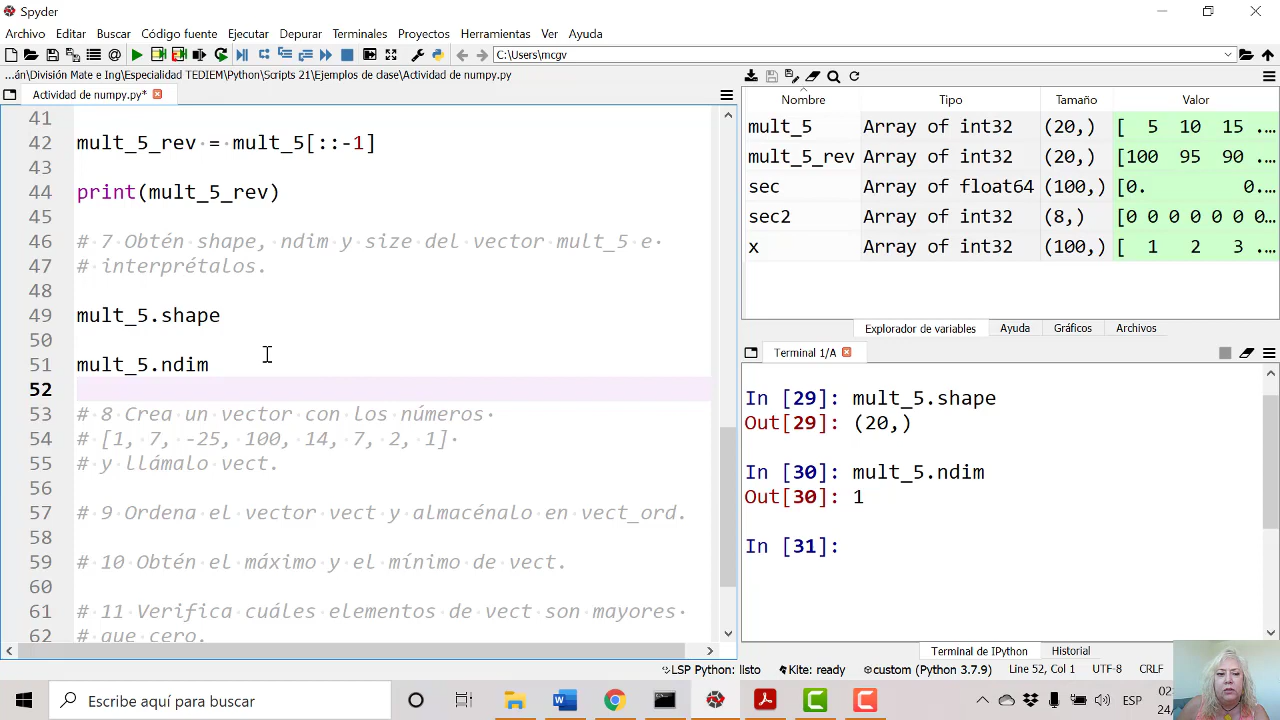 Spyder
Archivo Editar Buscar Código fuente Ejecutar Depurar Terminales Proyectos Herramientas Ver Ayuda
C:\Users\mcgv
...án\División Mate e Ing\Especialidad TEDIEM\Python\Scripts 21\Ejemplos de clase\Actividad de numpy.py
Actividad de numpy.py*
41
42 mult_5_rev = mult_5[::-1]
43
44 print(mult_5_rev)
45
46 # 7 Obtén shape, ndim y size del vector mult_5 e
47 # interprétalos.
48
49 mult_5.shape
50
51 mult_5.ndim
52
53 # 8 Crea un vector con los números
54 # [1, 7, -25, 100, 14, 7, 2, 1]
55 # y llámalo vect.
56
57 # 9 Ordena el vector vect y almacénalo en vect_ord.
58
59 # 10 Obtén el máximo y el mínimo de vect.
60
61 # 11 Verifica cuáles elementos de vect son mayores
62 # que cero.
Nombre Tipo Tamaño Valor
mult_5 Array of int32 (20,) [ 5 10 15 ...
mult_5_rev Array of int32 (20,) [100 95 90 ...
sec Array of float64 (100,) [0. 0...
sec2 Array of int32 (8,) [0 0 0 0 0 0 0...
x Array of int32 (100,) [ 1 2 3 ...
Explorador de variables Ayuda Gráficos Archivos
Terminal 1/A
In [29]: mult_5.shape
Out[29]: (20,)
In [30]: mult_5.ndim
Out[30]: 1
In [31]:
Terminal de IPython Historial
LSP Python: listo Kite: ready custom (Python 3.7.9) Line 52, Col 1 UTF-8 CRLF
Escribe aquí para buscar
ESP